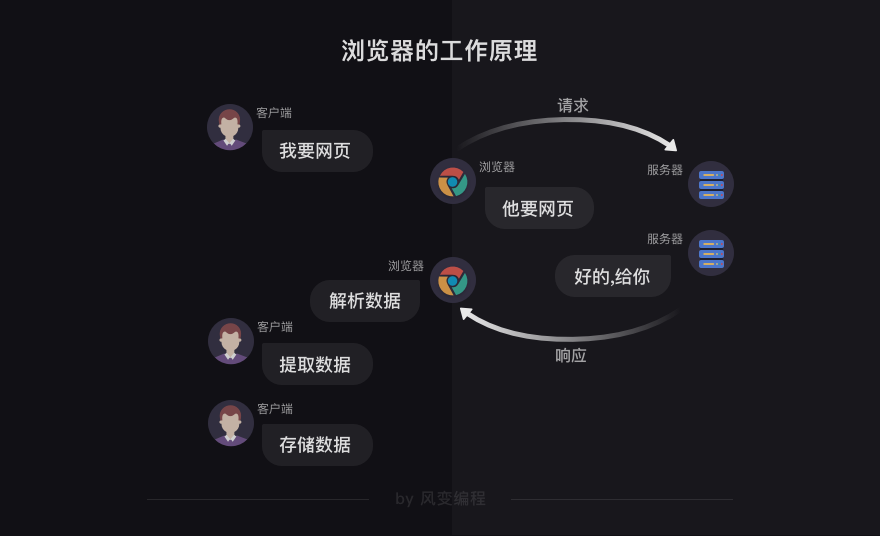 浏览器的工作原理
客户端
我要网页
请求
浏览器
他要网页
服务器
服务器
好的,给你
浏览器
解析数据
响应
客户端
提取数据
客户端
存储数据
by 风变编程